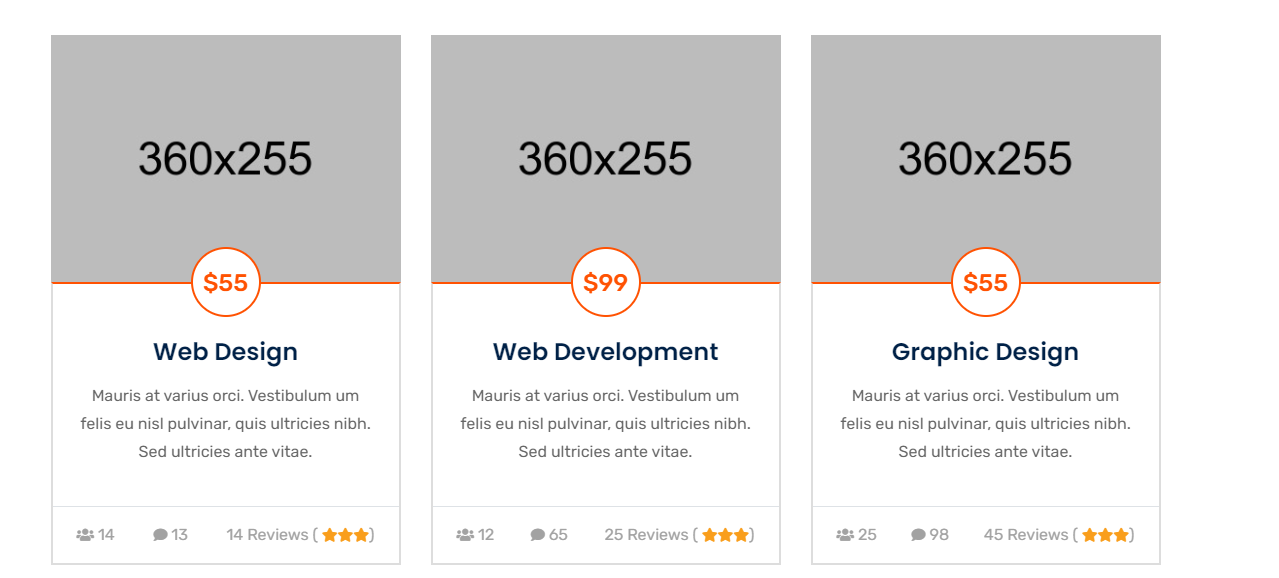 360x255
$55
Web Design
Mauris at varius orci. Vestibulum um
felis eu nisl pulvinar, quis ultricies nibh.
Sed ultricies ante vitae.
14 13 14 Reviews ( )
360x255
$99
Web Development
Mauris at varius orci. Vestibulum um
felis eu nisl pulvinar, quis ultricies nibh.
Sed ultricies ante vitae.
12 65 25 Reviews ( )
360x255
$55
Graphic Design
Mauris at varius orci. Vestibulum um
felis eu nisl pulvinar, quis ultricies nibh.
Sed ultricies ante vitae.
25 98 45 Reviews ( )